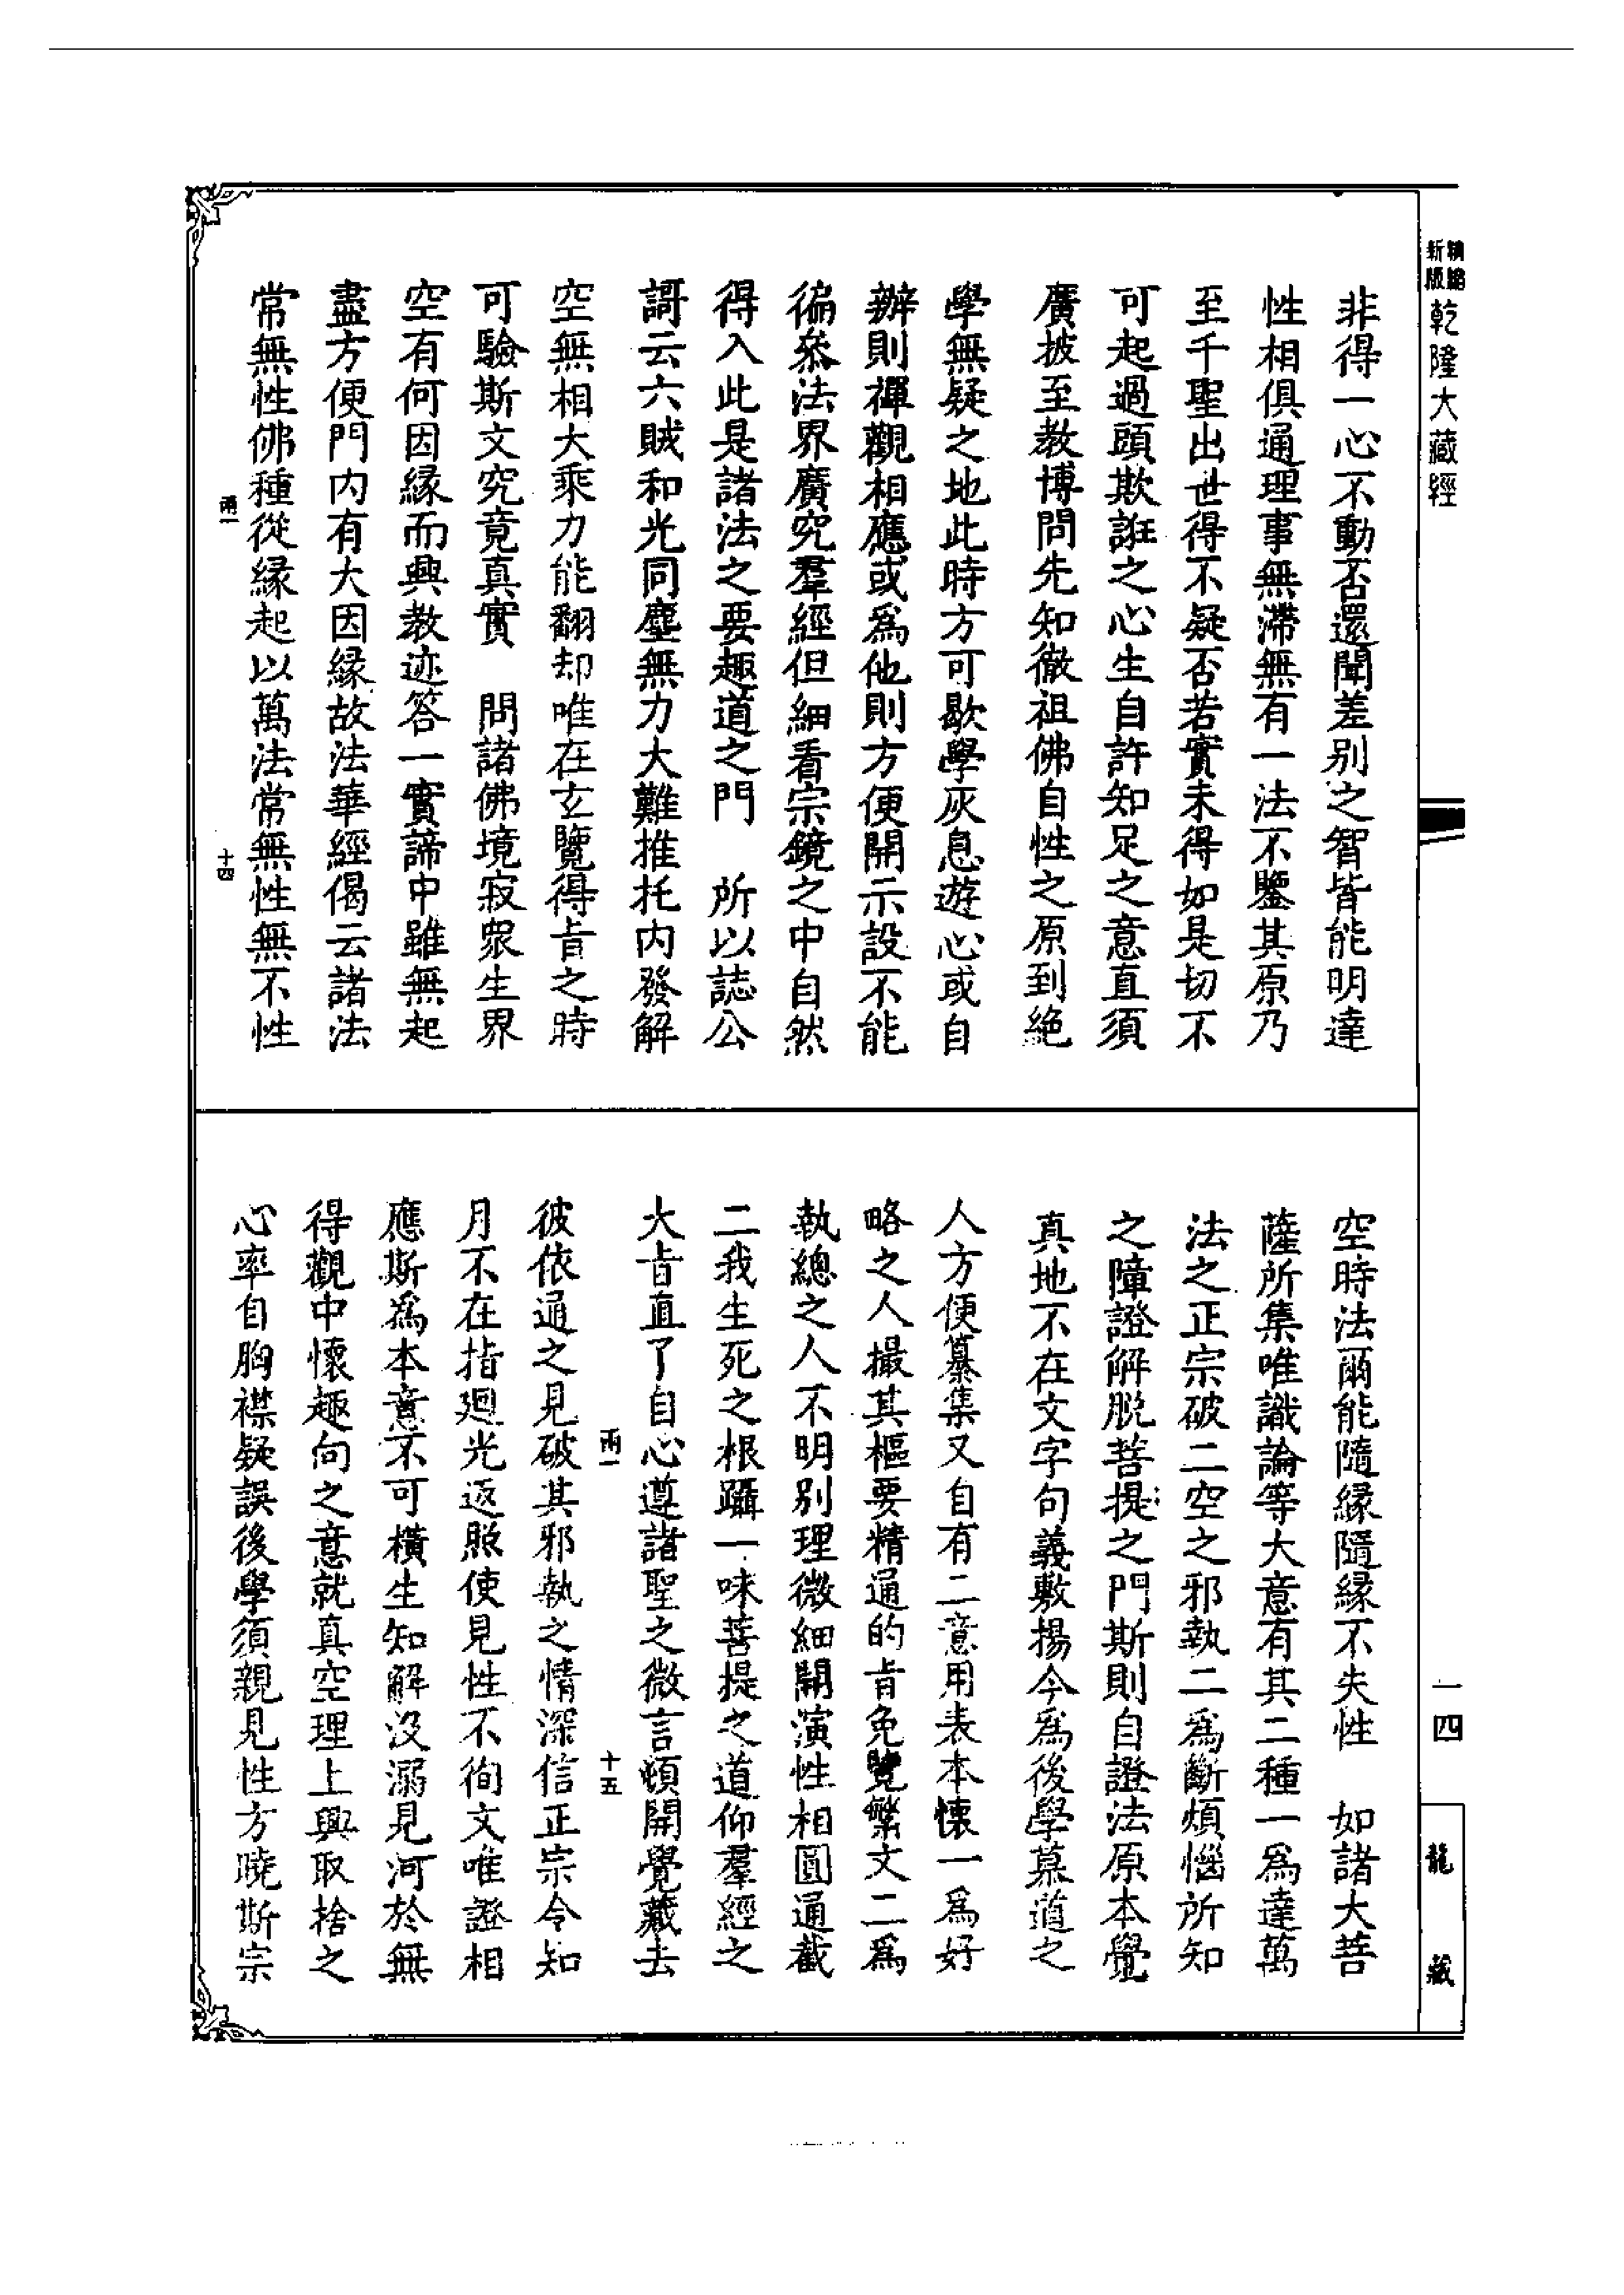 新版
精縮
乾隆大藏經
一四
龍藏
非得一心不動否還聞差別之智皆能明達
性相俱通理事無滯無有一法不鑒其原乃
至千聖出世得不疑否若實未得如是切不
可起過頭欺誑之心生自許知足之意直須
廣披至教博問先知徹祖佛自性之原到絕
學無疑之地此時方可歇學灰息遊心或自
辦則禪觀相應或爲他則方便開示設不能
徧叅法界廣究羣經但細看宗鏡之中自然
得入此是諸法之要趣道之門　所以誌公
謌云六賊和光同塵無力大難推托內發解
空無相大乘力能翻却唯在玄覽得旨之時
可驗斯文究竟真實　問諸佛境寂衆生界
空有何因緣而興教迹答一實諦中雖無起
盡方便門內有大因緣故法華經偈云諸法
常無性佛種從緣起以萬法常無性無不性
兩一
十四
空時法爾能隨緣隨緣不失性　如諸大菩
薩所集唯識論等大意有其二種一爲達萬
法之正宗破二空之邪執二爲斷煩惱所知
之障證解脫菩提之門斯則自證法原本覺
真地不在文字句義敷揚今爲後學慕道之
人方便纂集又自有二意用表本懷一爲好
略之人撮其樞要精通的旨免覽繁文二爲
執總之人不明別理微細開演性相圓通截
二我生死之根躡一味菩提之道仰羣經之
大旨直了自心遵諸聖之微言頓開覺藏去
兩一
十五
彼依通之見破其邪執之情深信正宗令知
月不在指迴光返照使見性不徇文唯證相
應斯爲本意不可橫生知解沒溺見河於無
得觀中懷趣向之意就真空理上興取捨之
心率自胸襟疑誤後學須親見性方曉斯宗